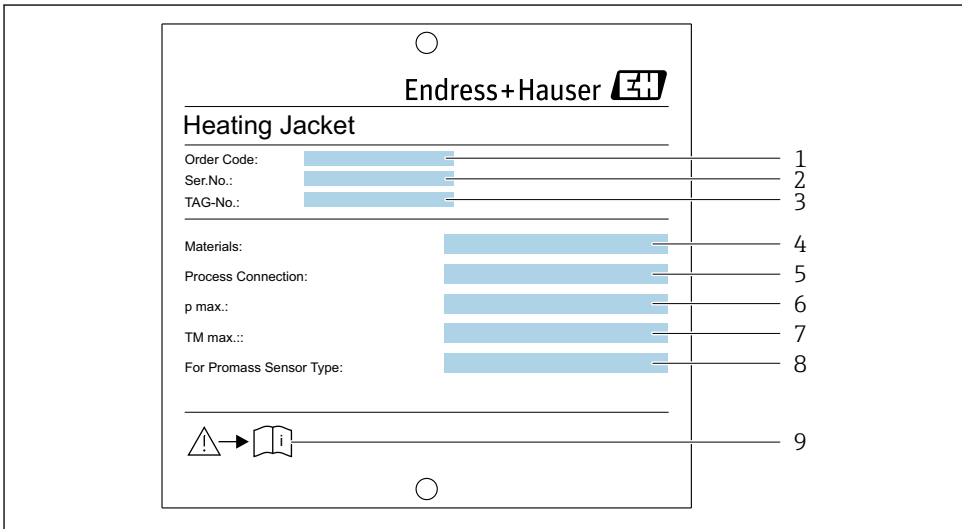 Endress+Hauser EH
Heating Jacket
Order Code: 1
Ser.No.: 2
TAG-No.: 3
Materials: 4
Process Connection: 5
p max.: 6
TM max.:: 7
For Promass Sensor Type: 8
i 9